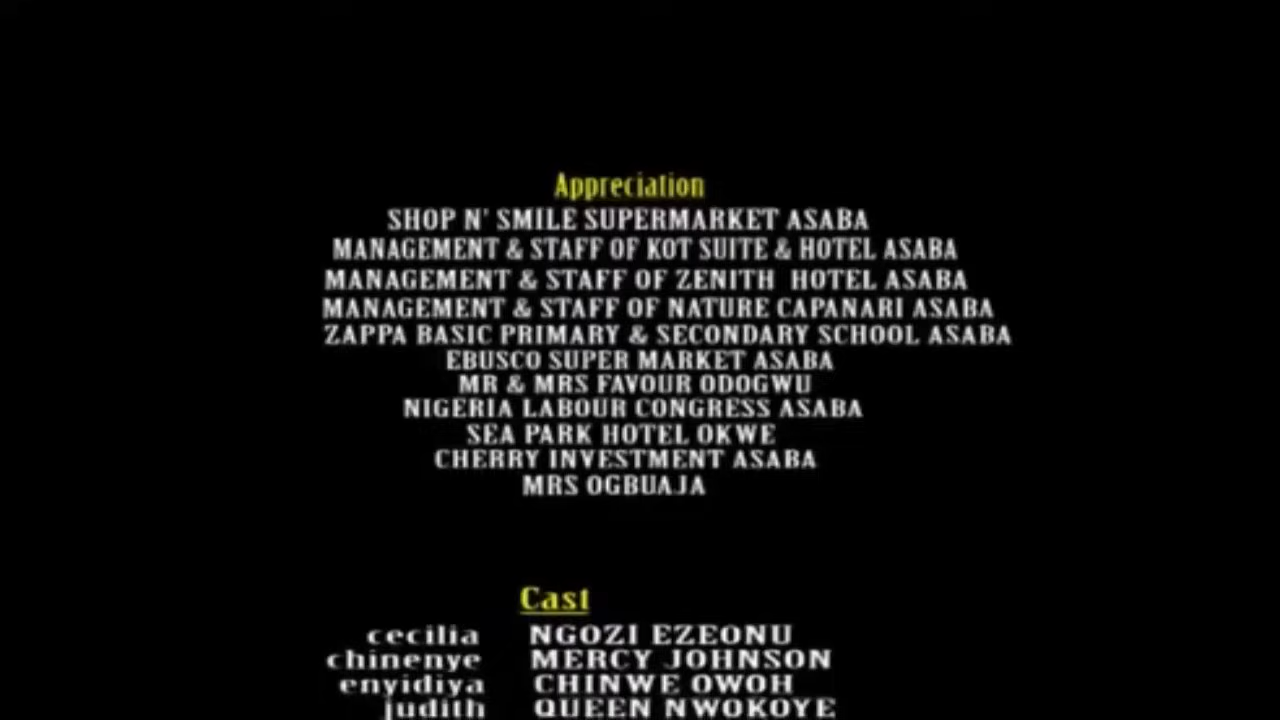 Appreciation
SHOP N' SMILE SUPERMARKET ASABA
MANAGEMENT & STAFF OF KOT SUITE & HOTEL ASABA
MANAGEMENT & STAFF OF ZENITH HOTEL ASABA
MANAGEMENT & STAFF OF NATURE CAPANARI ASABA
ZAPPA BASIC PRIMARY & SECONDARY SCHOOL ASABA
EBUSCO SUPER MARKET ASABA
MR & MRS FAVOUR ODOGWU
NIGERIA LABOUR CONGRESS ASABA
SEA PARK HOTEL OKWE
CHERRY INVESTMENT ASABA
MRS OGBUAJA
Cast
cecilia NGOZI EZEONU
chinenye MERCY JOHNSON
enyidiya CHINWE OWOH
judith QUEEN NWOKOYE